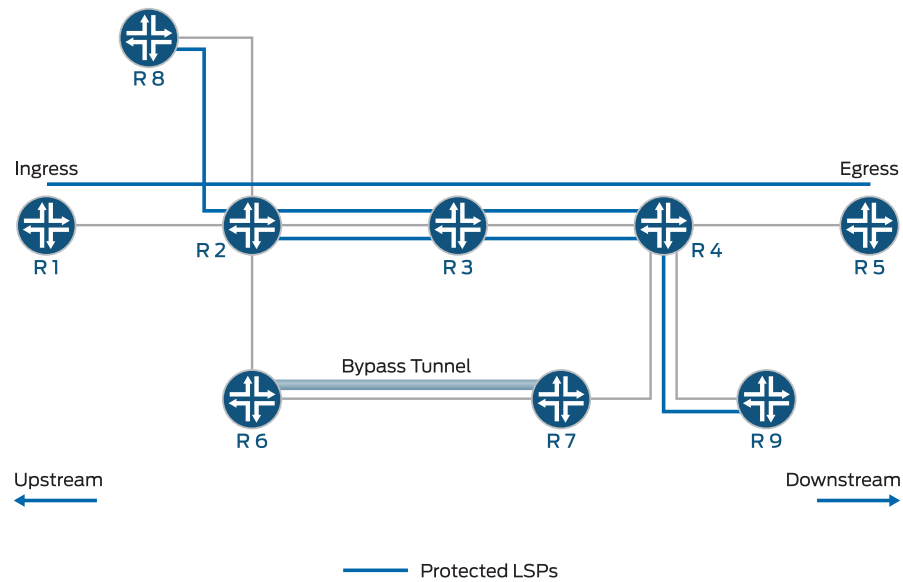 R 8
Ingress
Egress
R 1
R 2
R 3
R 4
R 5
Bypass Tunnel
R 6
R 7
R 9
Upstream
Downstream
Protected LSPs